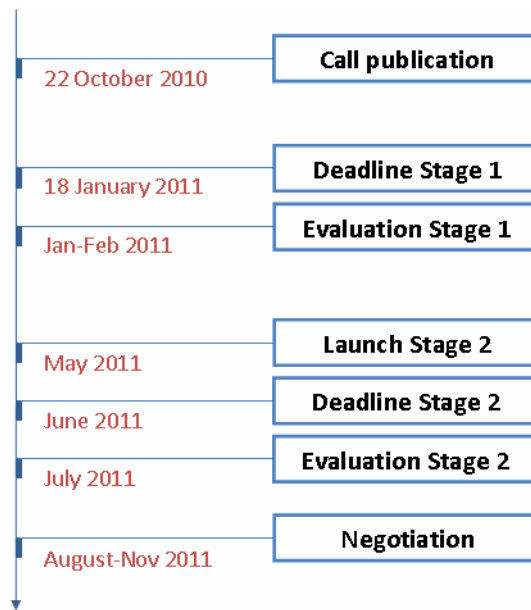 Call publication
22 October 2010
Deadline Stage 1
18 January 2011
Evaluation Stage 1
Jan-Feb 2011
Launch Stage 2
May 2011
Deadline Stage 2
June 2011
Evaluation Stage 2
July 2011
Negotiation
August-Nov 2011